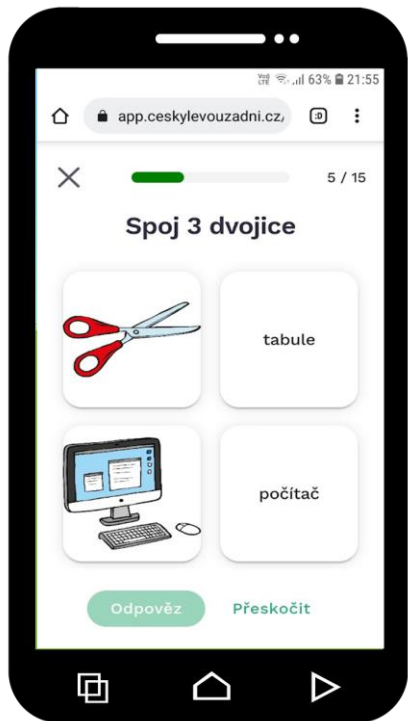 63% 21:55
app.ceskylevouzadni.cz/
:D
5 / 15
Spoj 3 dvojice
tabule
počítač
Odpověz Přeskočit